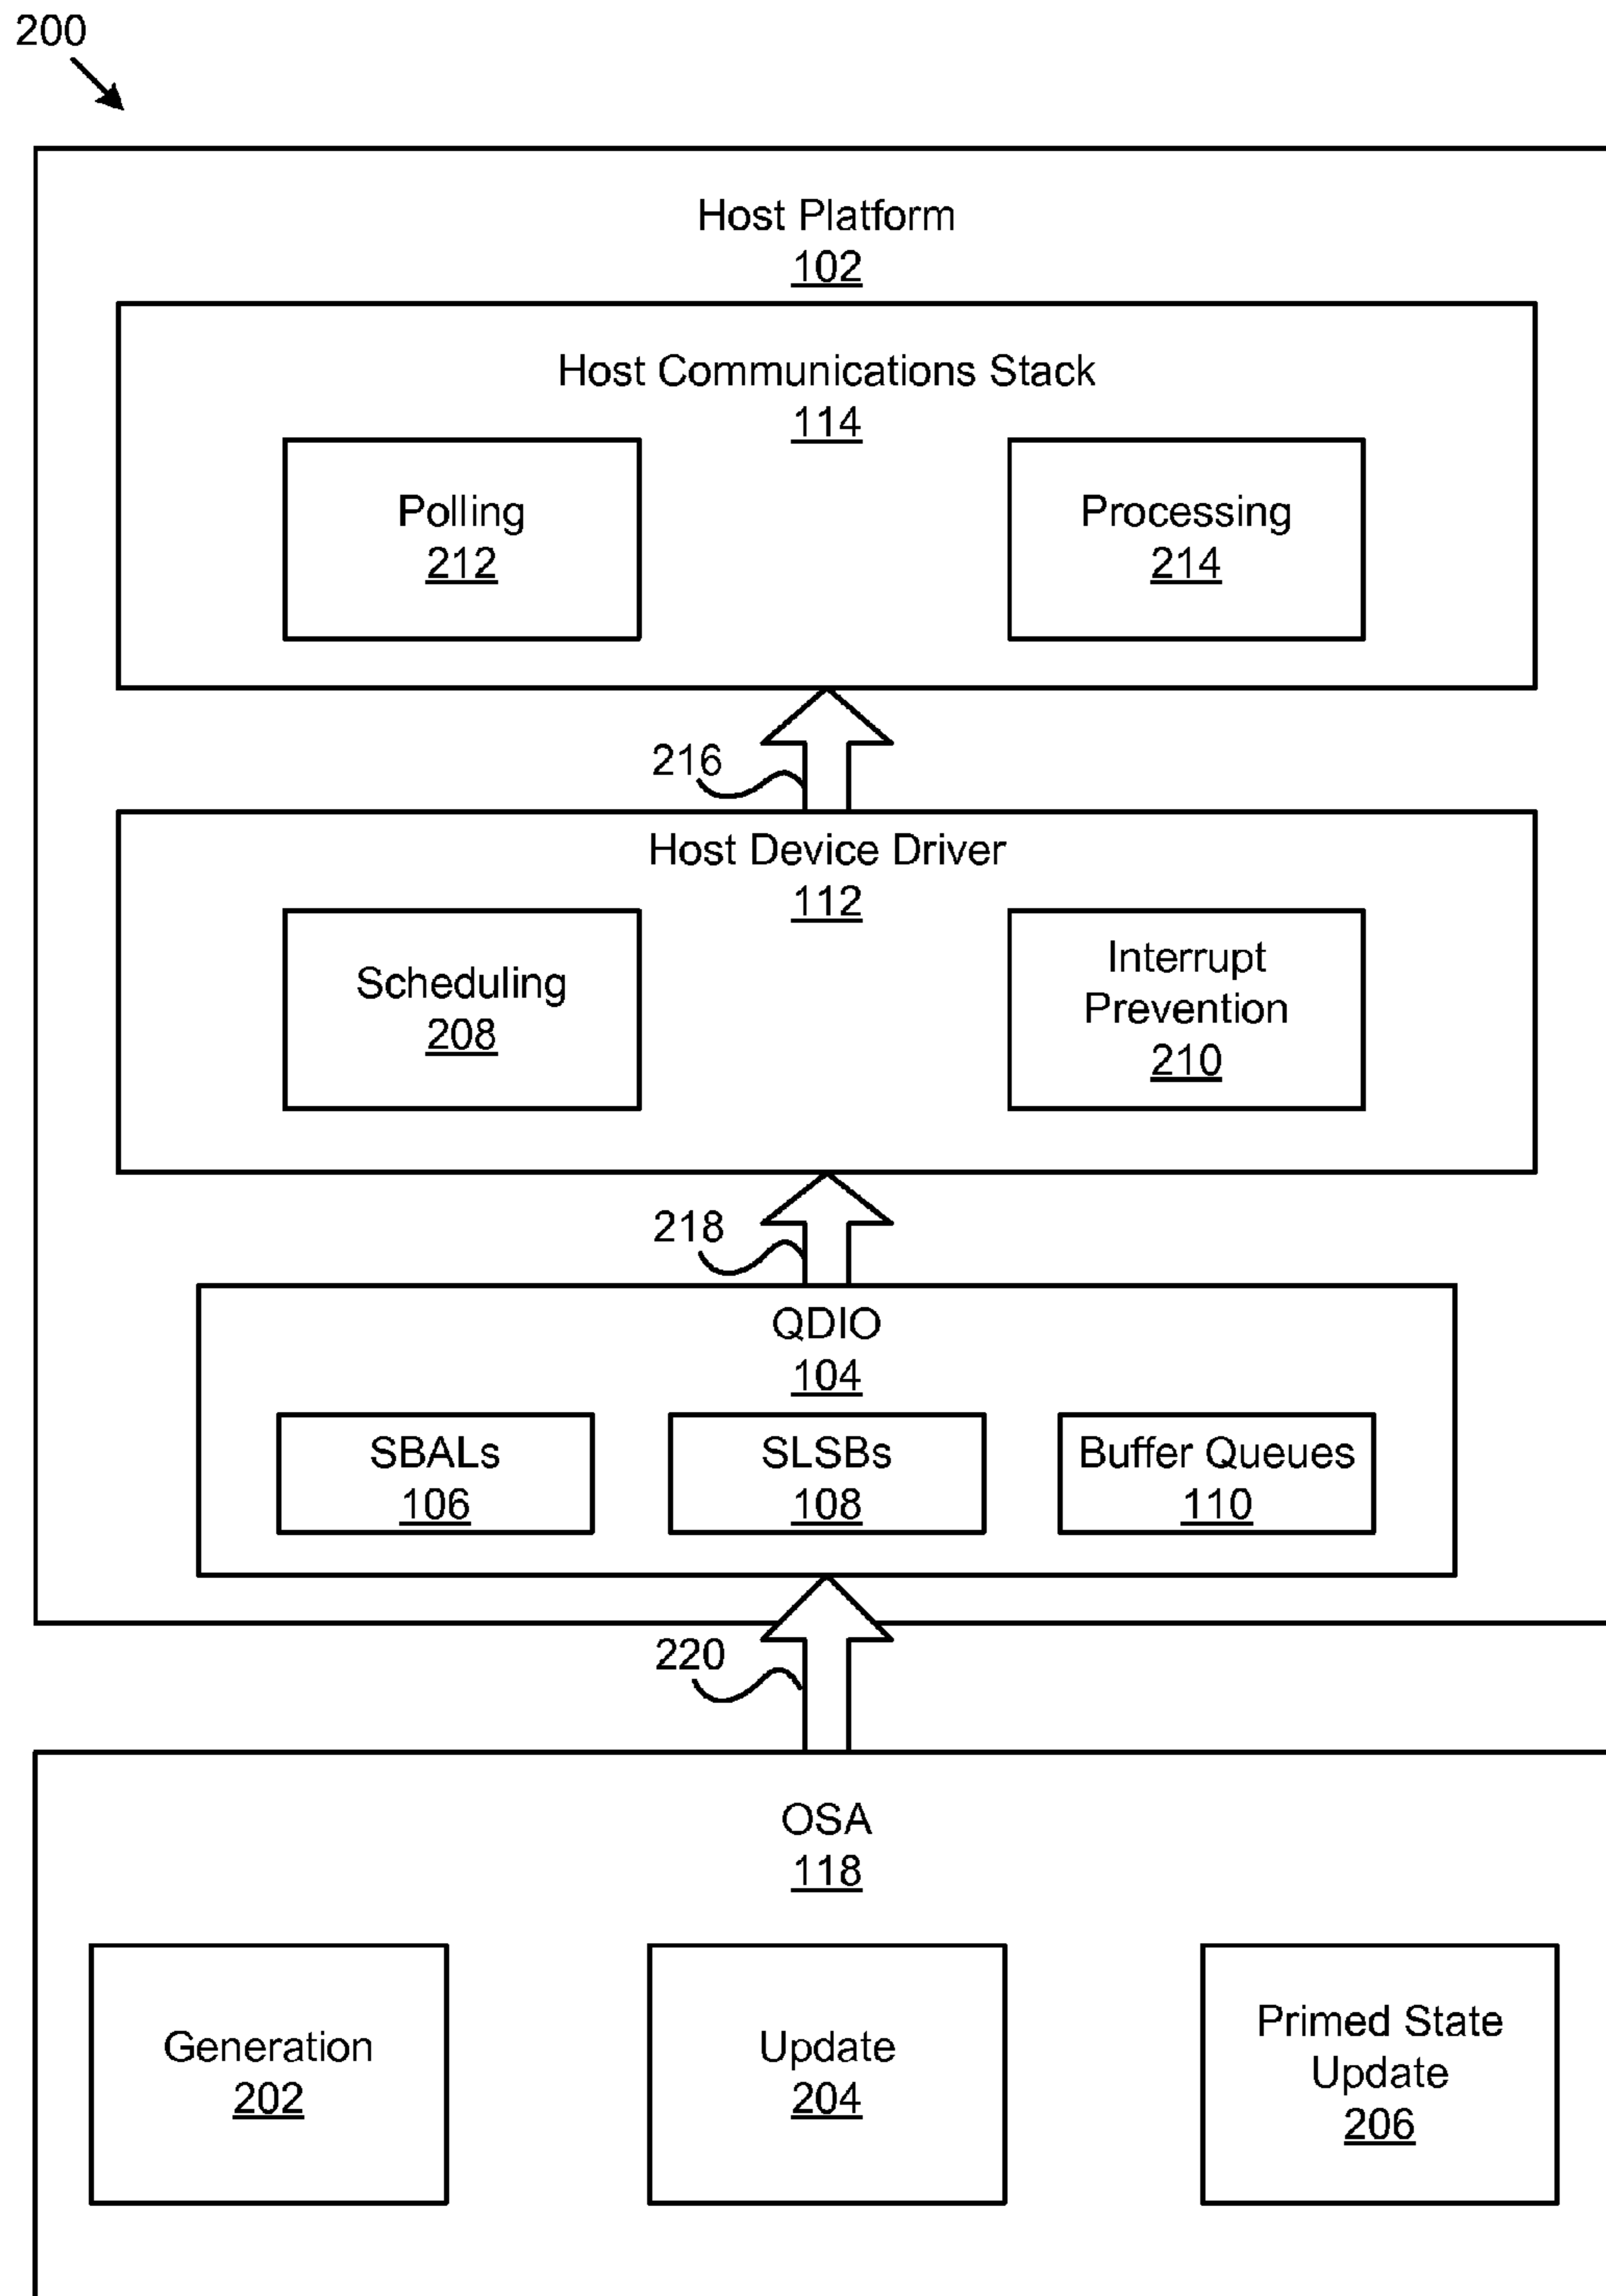 200
Host Platform
102
Host Communications Stack
114
Polling
212
Processing
214
216
Host Device Driver
112
Scheduling
208
Interrupt
Prevention
210
218
QDIO
104
SBALs
106
SLSBs
108
Buffer Queues
110
220
OSA
118
Generation
202
Update
204
Primed State
Update
206